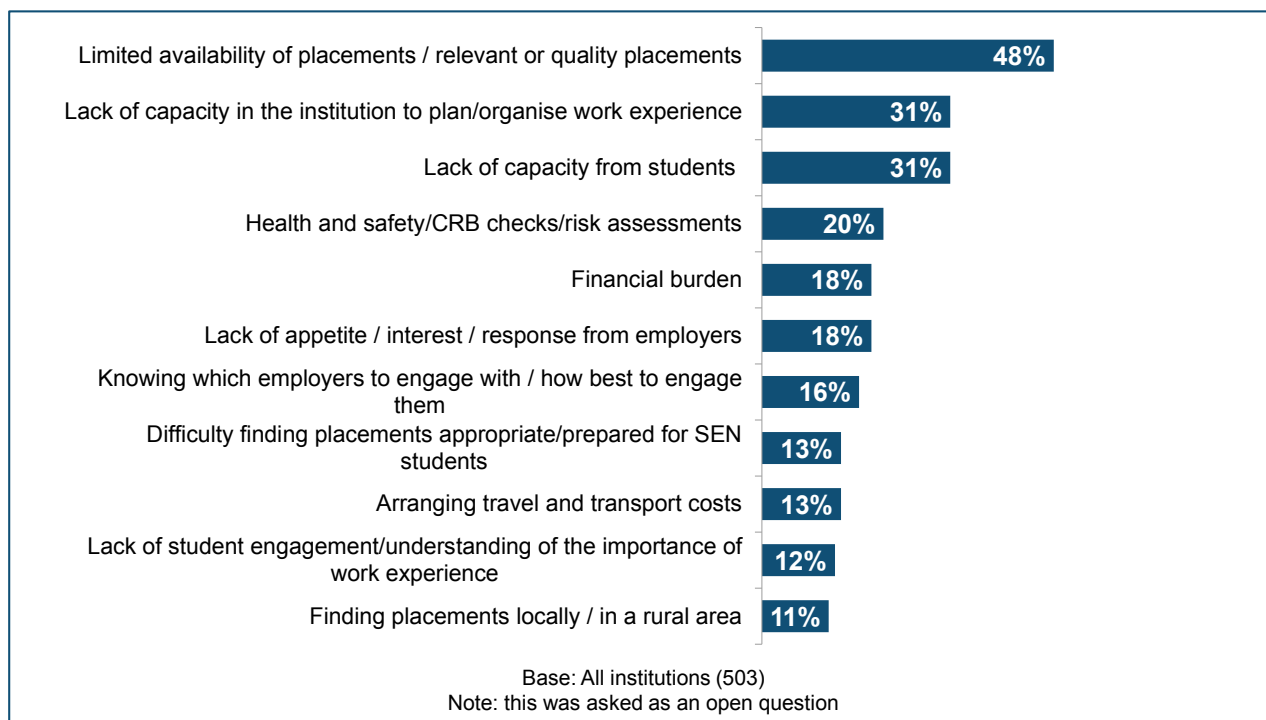 Limited availability of placements / relevant or quality placements
48%
Lack of capacity in the institution to plan/organise work experience
31%
Lack of capacity from students
31%
Health and safety/CRB checks/risk assessments
20%
Financial burden
18%
Lack of appetite / interest / response from employers
18%
Knowing which employers to engage with / how best to engage
them
16%
Difficulty finding placements appropriate/prepared for SEN
students
13%
Arranging travel and transport costs
13%
Lack of student engagement/understanding of the importance of
work experience
12%
Finding placements locally / in a rural area
11%
Base: All institutions (503)
Note: this was asked as an open question